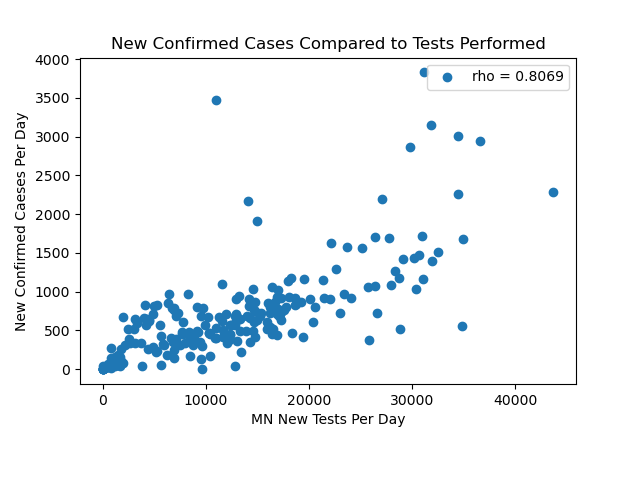 New Confirmed Cases Compared to Tests Performed
rho = 0.8069
4000
3500
3000
2500
2000
1500
1000
500
0
New Confirmed Caeses Per Day
0 10000 20000 30000 40000
MN New Tests Per Day